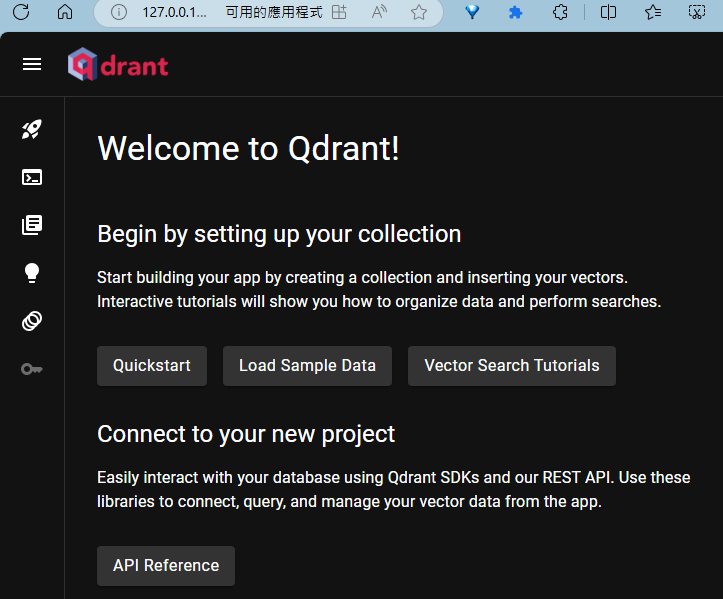 127.0.0.1... 可用的應用程式
qdrant
Welcome to Qdrant!
Begin by setting up your collection
Start building your app by creating a collection and inserting your vectors.
Interactive tutorials will show you how to organize data and perform searches.
Quickstart Load Sample Data Vector Search Tutorials
Connect to your new project
Easily interact with your database using Qdrant SDKs and our REST API. Use these
libraries to connect, query, and manage your vector data from the app.
API Reference